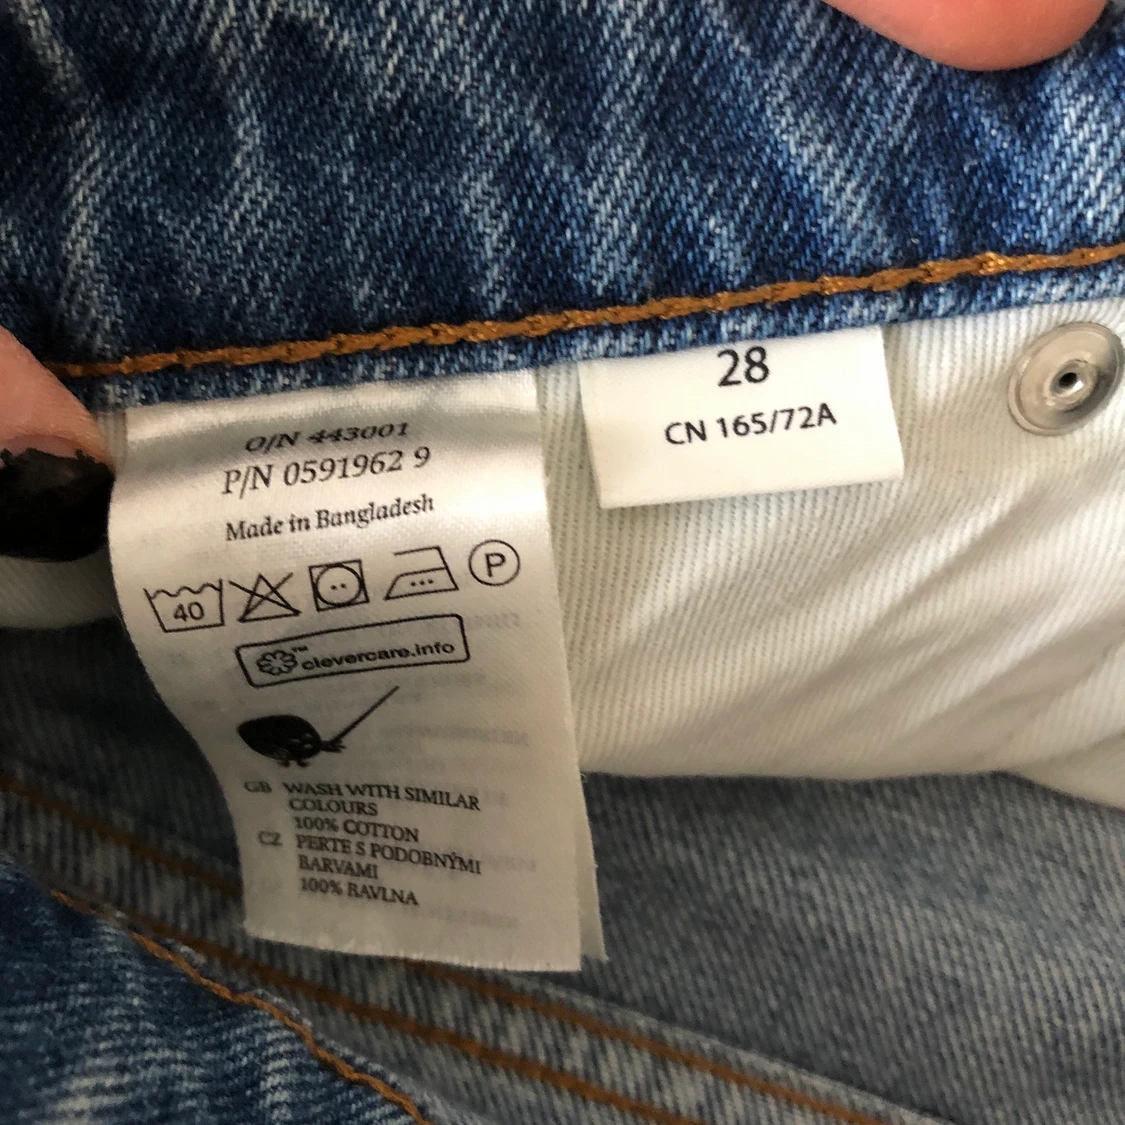 O/N 443001
P/N 0591962 9
Made in Bangladesh
40
P
™ clevercare.info
GB WASH WITH SIMILAR
COLOURS
100% COTTON
CZ PERTE S PODOBNÝMI
BARVAMI
100% BAVLNA
28
CN 165/72A